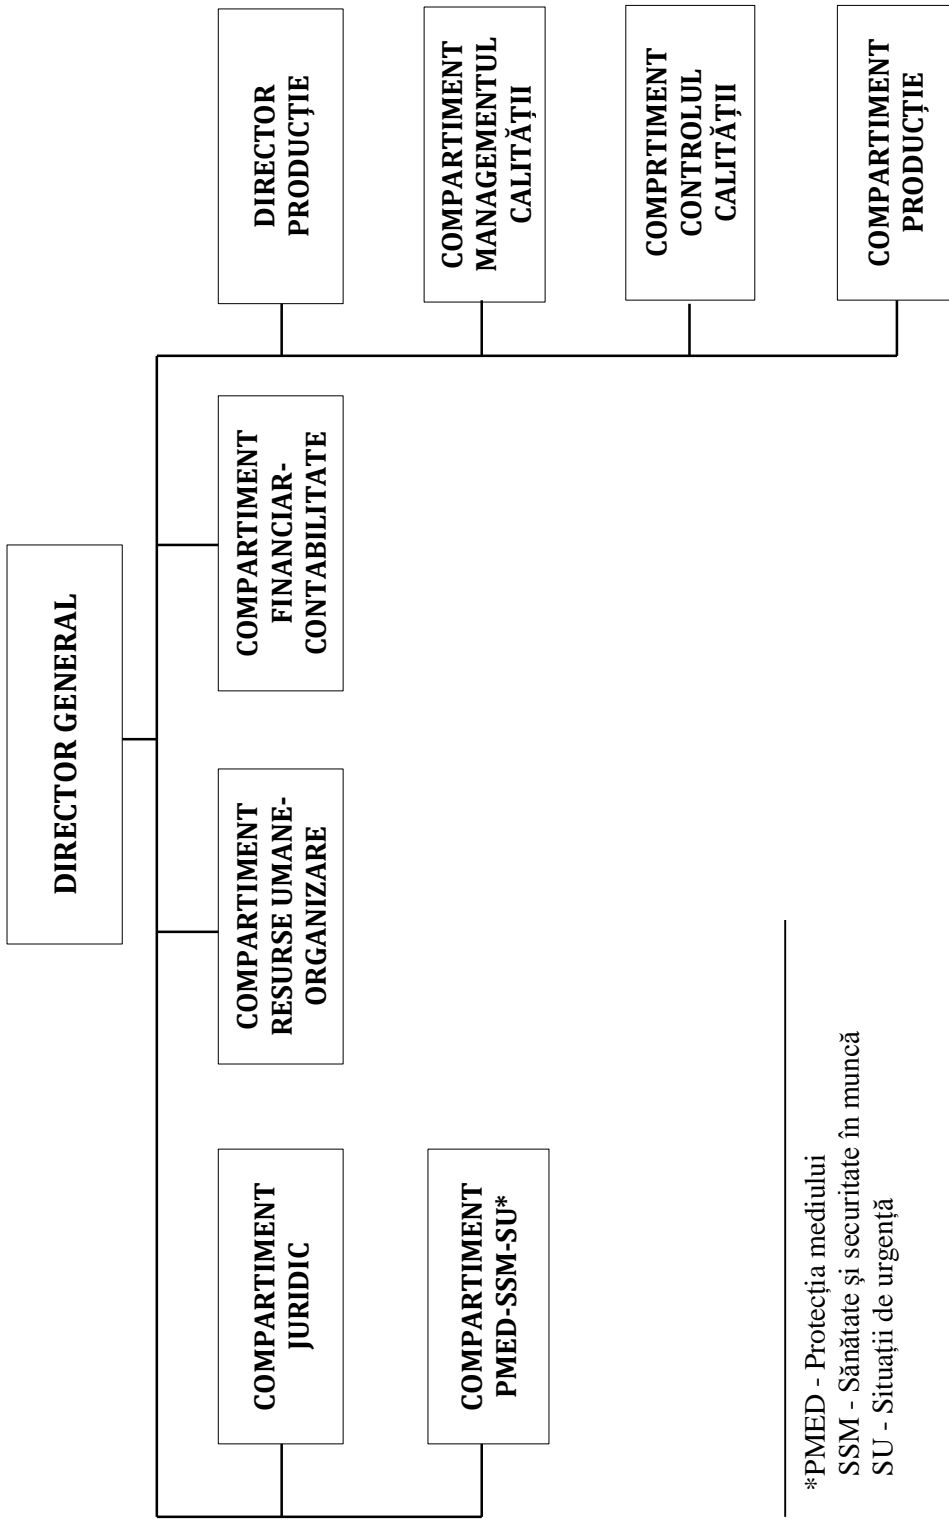 DIRECTOR GENERAL
COMPARTIMENT
JURIDIC
COMPARTIMENT
RESURSE UMANE-
ORGANIZARE
COMPARTIMENT
FINANCIAR-
CONTABILITATE
DIRECTOR
PRODUCȚIE
COMPARTIMENT
PMED-SSM-SU*
COMPARTIMENT
MANAGEMENTUL
CALITĂȚII
COMPRTIMENT
CONTROLUL
CALITĂȚII
COMPARTIMENT
PRODUCȚIE
*PMED - Protecția mediului
SSM - Sănătate și securitate în muncă
SU - Situații de urgență